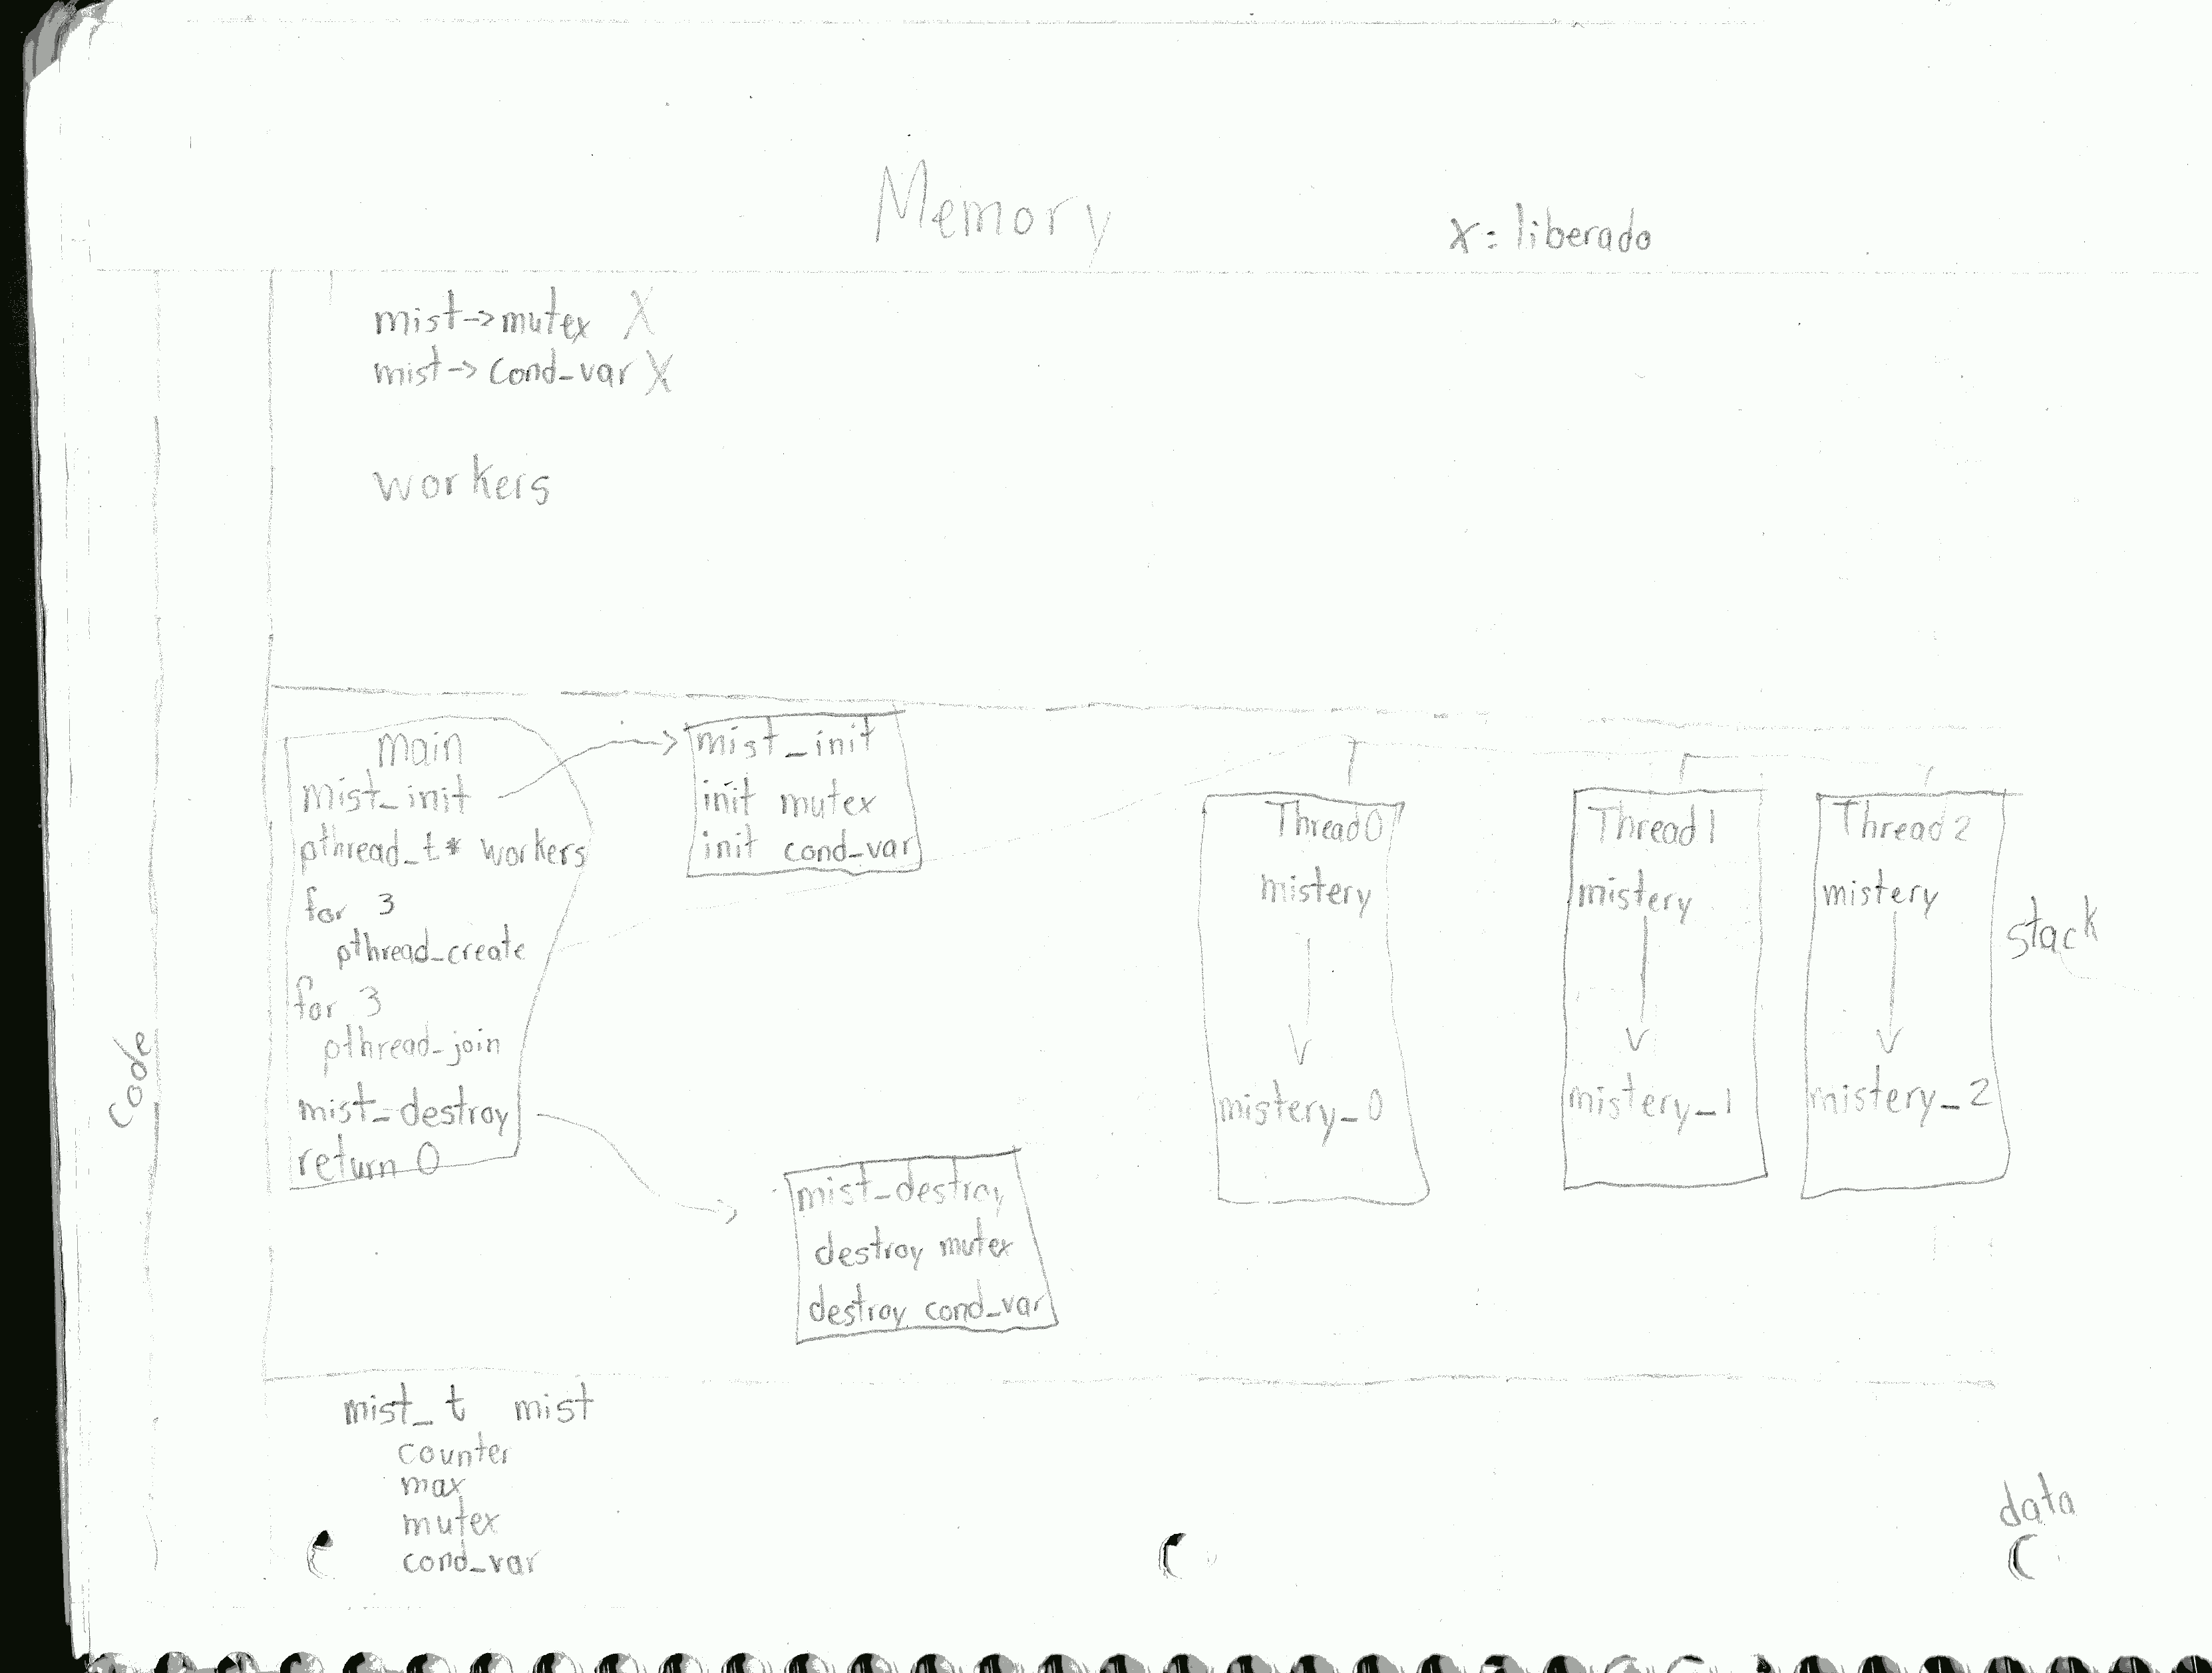 Memory
x = liberado
mist->mutex X
mist->cond_var X
workers
main
mist_init
pthread_t* workers
for 3
pthread_create
for 3
pthread_join
mist_destroy
return 0
mist_init
init mutex
init cond_var
mist_destroy
destroy mutex
destroy cond_var
Thread0
mistery
mistery_0
Thread1
mistery
mistery_1
Thread2
mistery
mistery_2
stack
Code
mist_t mist
counter
max
mutex
cond_var
data